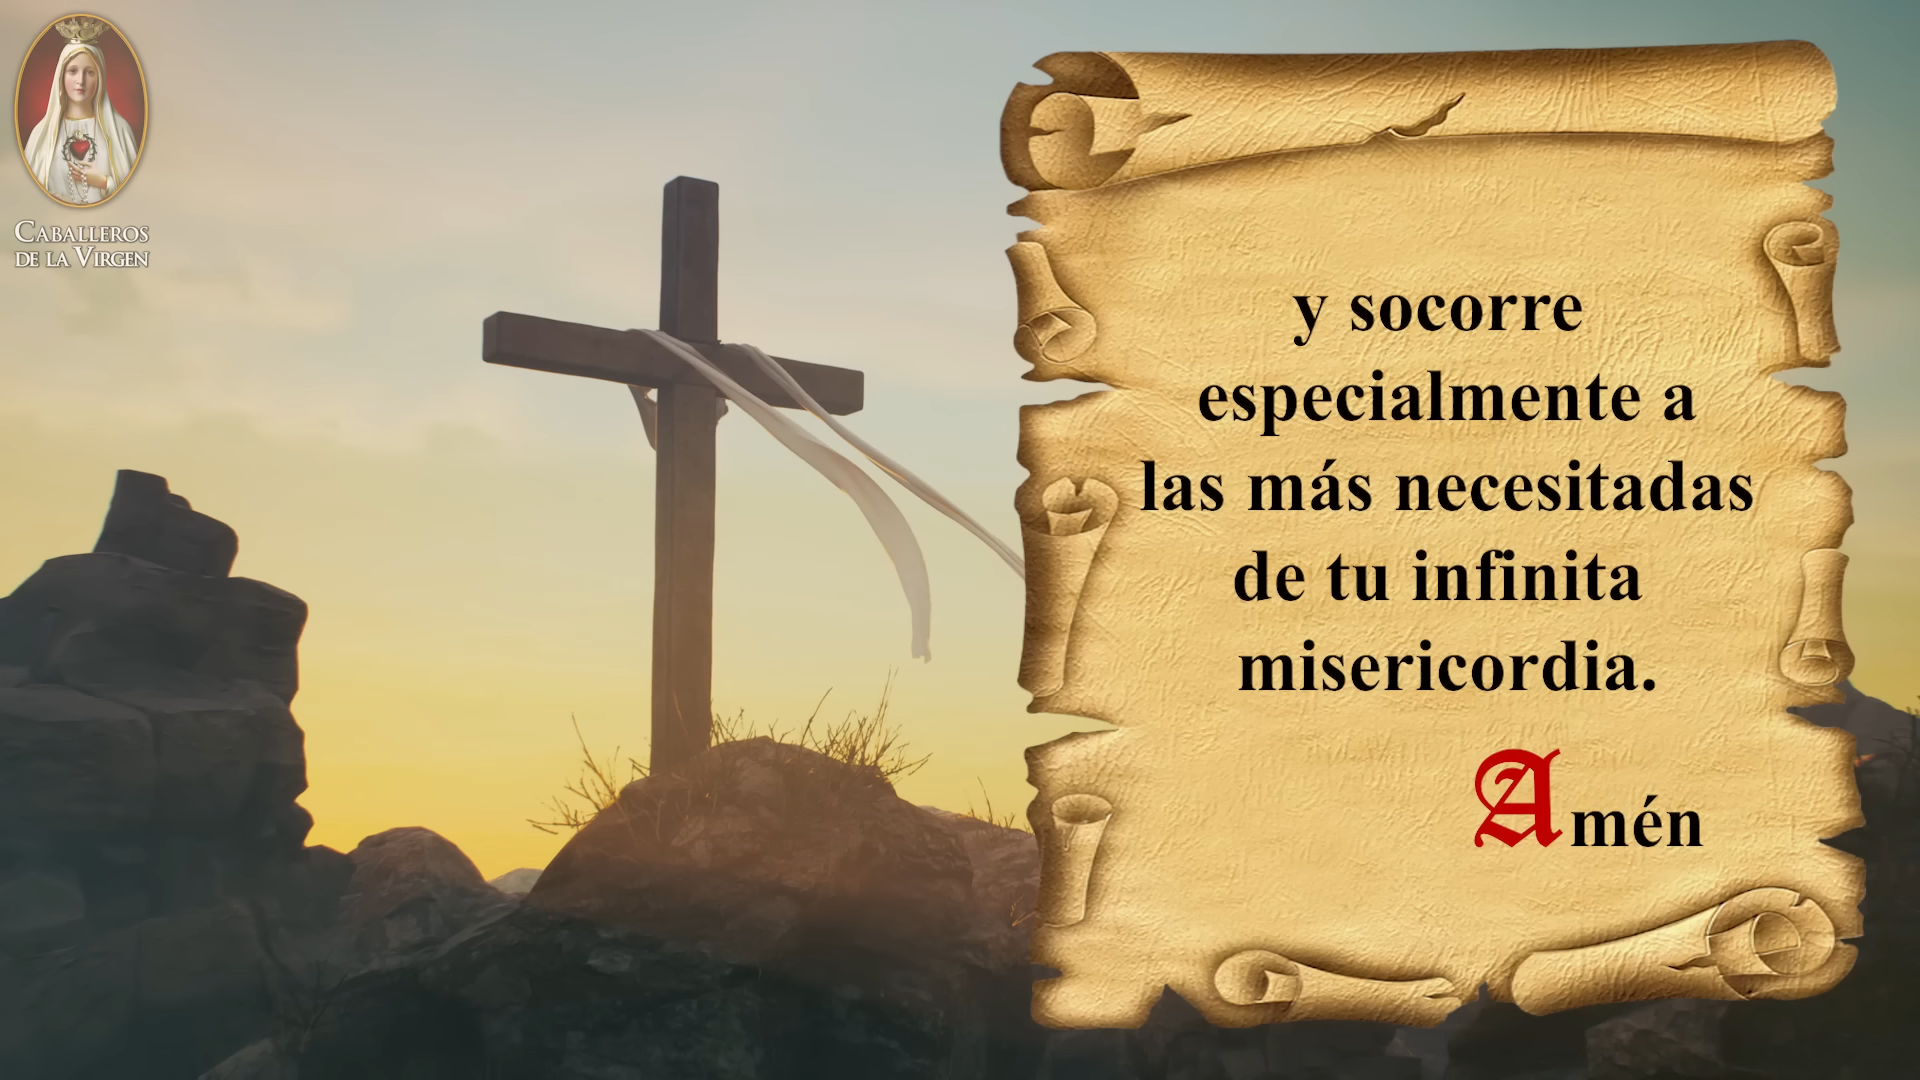 CABALLEROS
DE LA VIRGEN
y socorre
especialmente a
las más necesitadas
de tu infinita
misericordia.
Amén